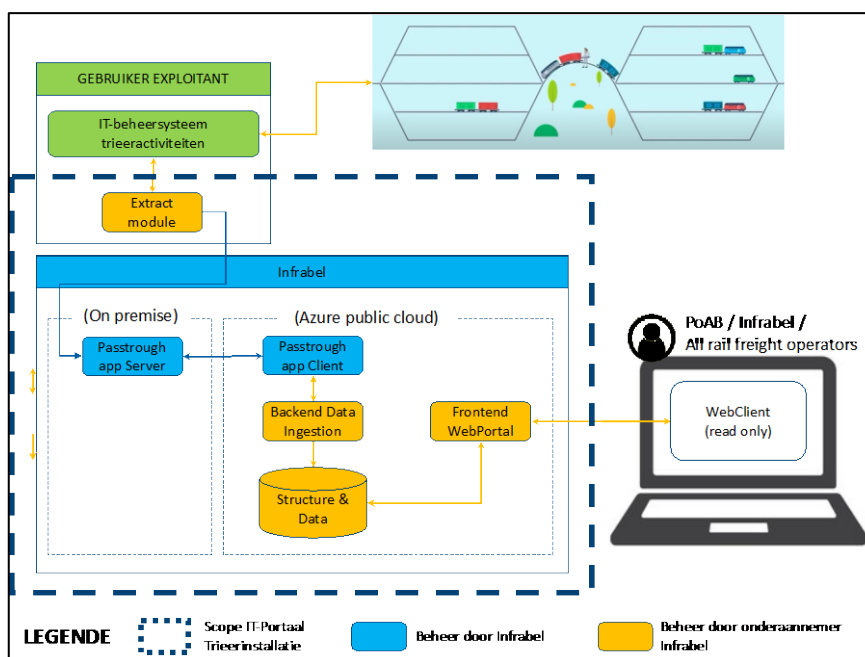 GEBRUIKER EXPLOITANT
IT-beheersysteem
trieeractiviteiten
Extract
module
Infrabel
(On premise)
(Azure public cloud)
Passtrough
app Server
Passtrough
app Client
Backend Data
Ingestion
Frontend
WebPortal
Structure &
Data
PoAB / Infrabel /
All rail freight operators
WebClient
(read only)
LEGENDE
Scope IT-Portaal
Trieerinstallatie
Beheer door Infrabel
Beheer door onderaannemer
Infrabel